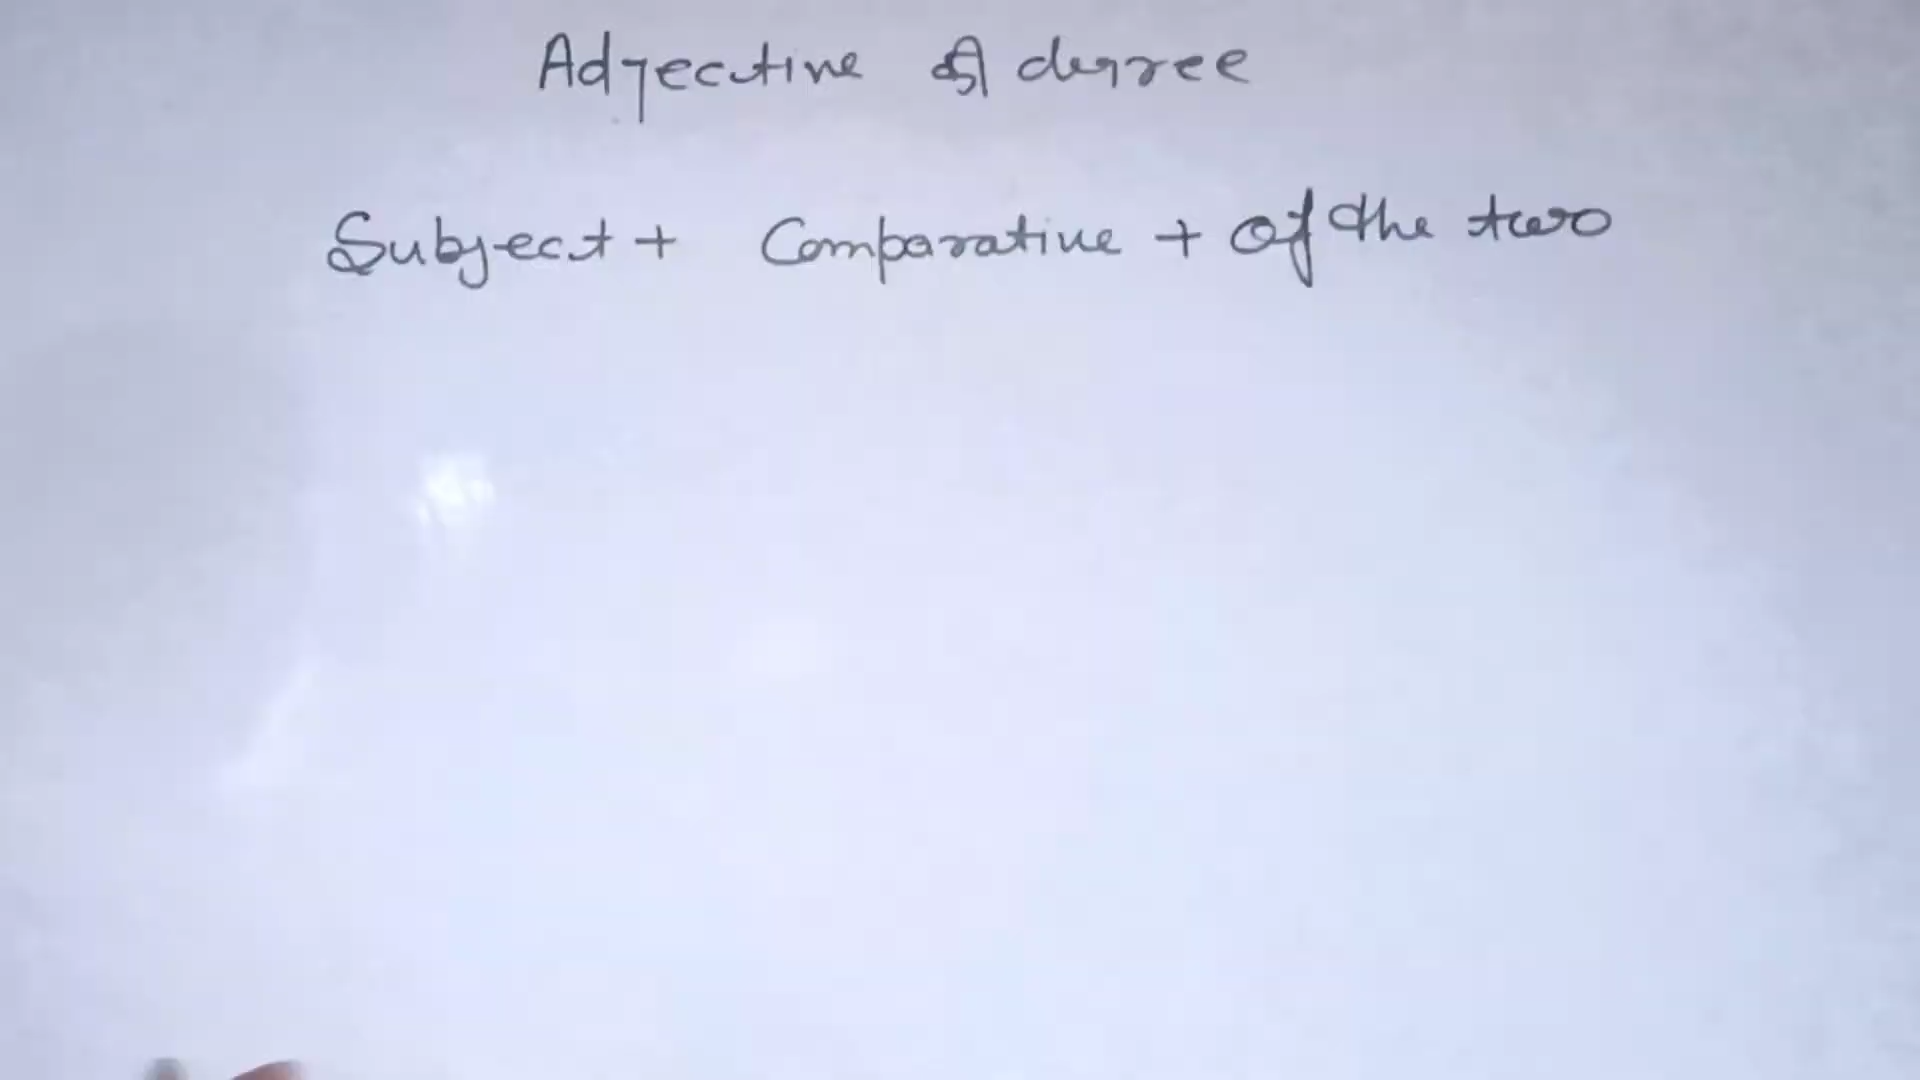 Adjective की degree
Subject + Comparative + of the two